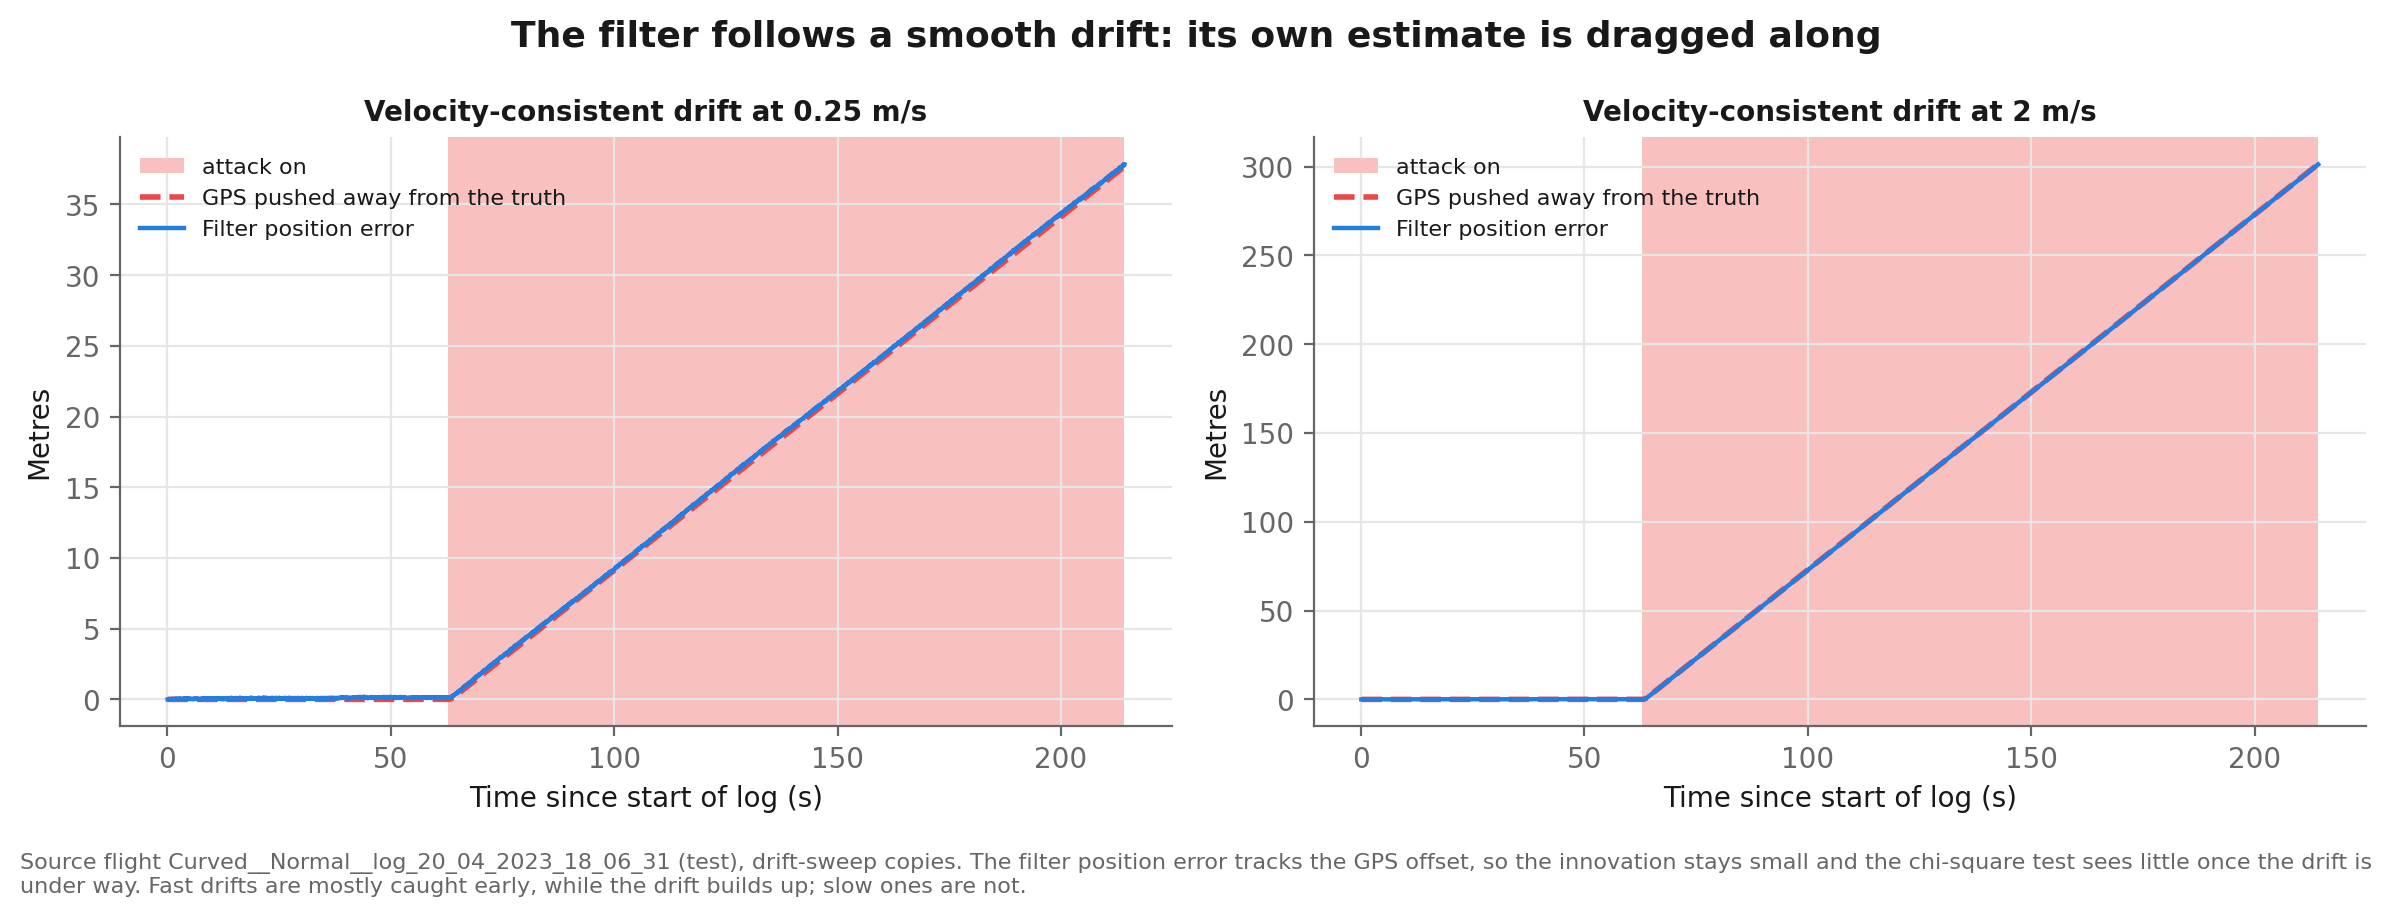 The filter follows a smooth drift: its own estimate is dragged along
Velocity-consistent drift at 0.25 m/s
attack on
GPS pushed away from the truth
Filter position error
Metres
35
30
25
20
15
10
5
0
0
50
100
150
200
Time since start of log (s)
Velocity-consistent drift at 2 m/s
attack on
GPS pushed away from the truth
Filter position error
Metres
300
250
200
150
100
50
0
0
50
100
150
200
Time since start of log (s)
Source flight Curved__Normal__log_20_04_2023_18_06_31 (test), drift-sweep copies. The filter position error tracks the GPS offset, so the innovation stays small and the chi-square test sees little once the drift is
under way. Fast drifts are mostly caught early, while the drift builds up; slow ones are not.